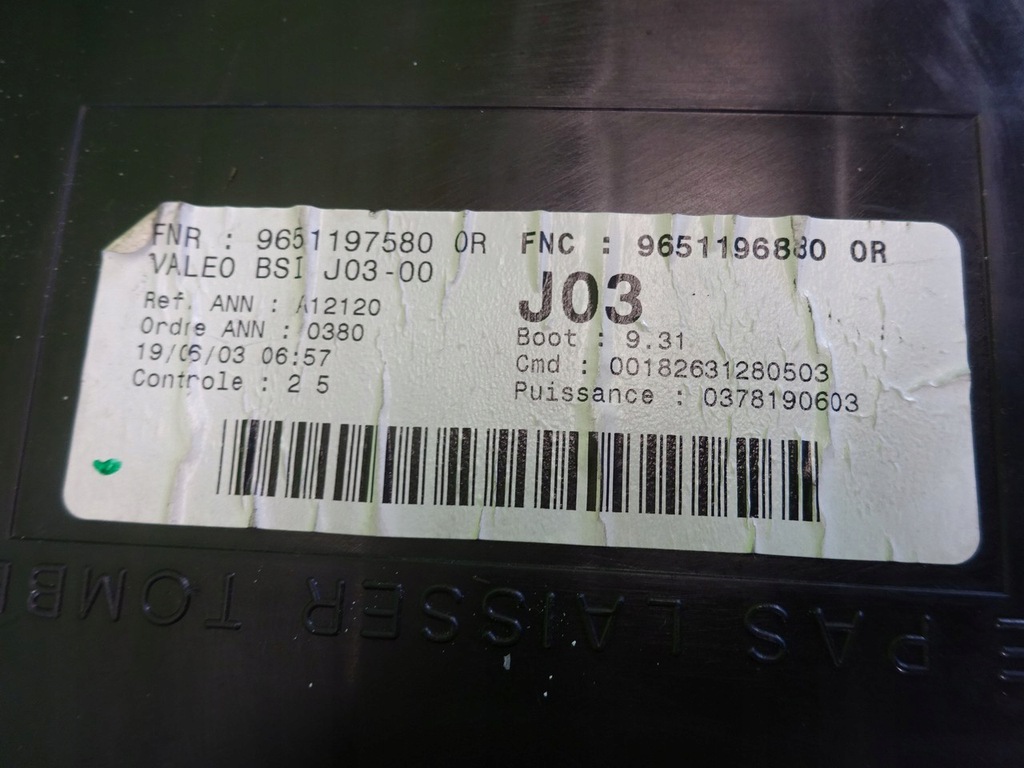 FNR : 9651197580 0R FNC : 9651196880 0R
VALEO BSI J03-00
J03
Ref. ANN : A12120
Ordre ANN : 0380
19/06/03 06:57
Controle : 2 5
Boot : 9.31
Cmd : 00182631280503
Puissance : 0378190603
E PAS LAISSER TOMB